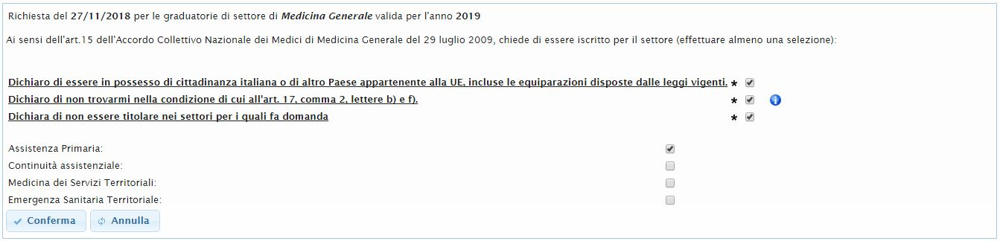 Richiesta del 27/11/2018 per le graduatorie di settore di Medicina Generale valida per l'anno 2019
Ai sensi dell'art.15 dell'Accordo Collettivo Nazionale dei Medici di Medicina Generale del 29 luglio 2009, chiede di essere iscritto per il settore (effettuare almeno una selezione):
Dichiaro di essere in possesso di cittadinanza italiana o di altro Paese appartenente alla UE, incluse le equiparazioni disposte dalle leggi vigenti. *
Dichiaro di non trovarmi nella condizione di cui all'art. 17, comma 2, lettere b) e f). *
Dichiara di non essere titolare nei settori per i quali fa domanda *
Assistenza Primaria:
Continuità assistenziale:
Medicina dei Servizi Territoriali:
Emergenza Sanitaria Territoriale:
Conferma Annulla